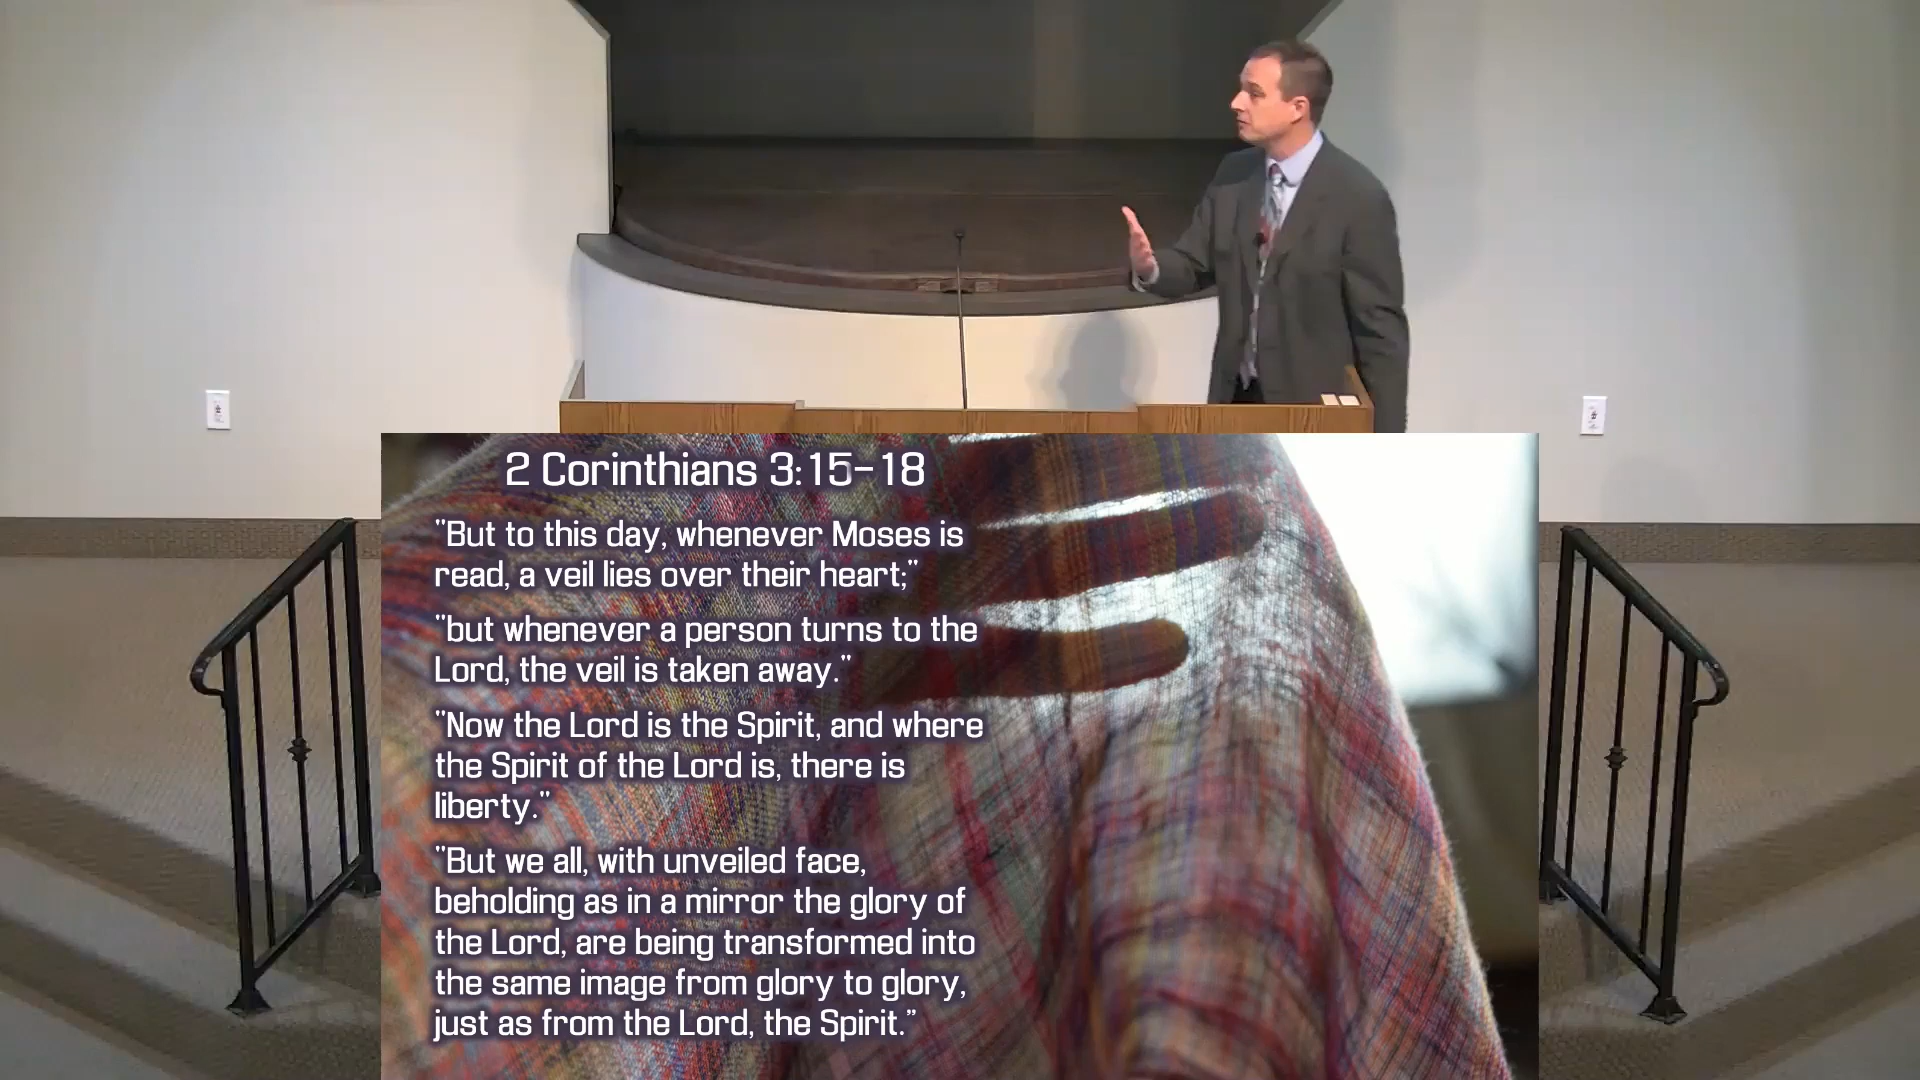 2 Corinthians 3:15-18
"But to this day, whenever Moses is
read, a veil lies over their heart;"
"but whenever a person turns to the
Lord, the veil is taken away."
"Now the Lord is the Spirit, and where
the Spirit of the Lord is, there is
liberty."
"But we all, with unveiled face,
beholding as in a mirror the glory of
the Lord, are being transformed into
the same image from glory to glory,
just as from the Lord, the Spirit."